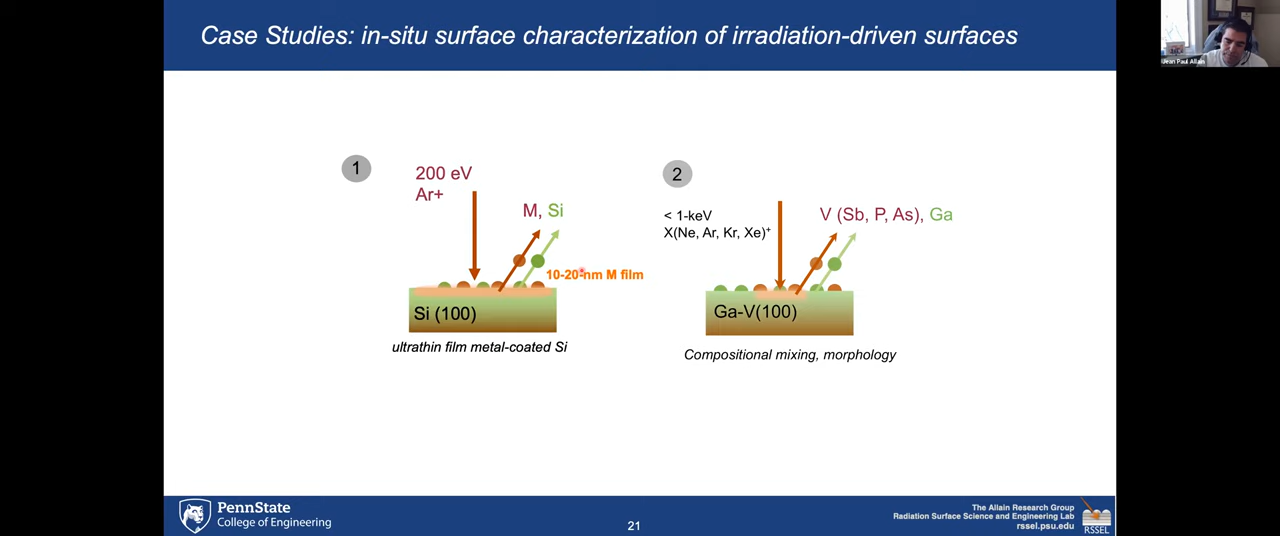 Case Studies: in-situ surface characterization of irradiation-driven surfaces
Jean Paul Allain
1
200 eV
Ar+
M, Si
10-20-nm M film
Si (100)
ultrathin film metal-coated Si
2
< 1-keV
X(Ne, Ar, Kr, Xe)⁺
V (Sb, P, As), Ga
Ga-V(100)
Compositional mixing, morphology
PennState
College of Engineering
21
The Allain Research Group
Radiation Surface Science and Engineering Lab
rssel.psu.edu
RSSEL